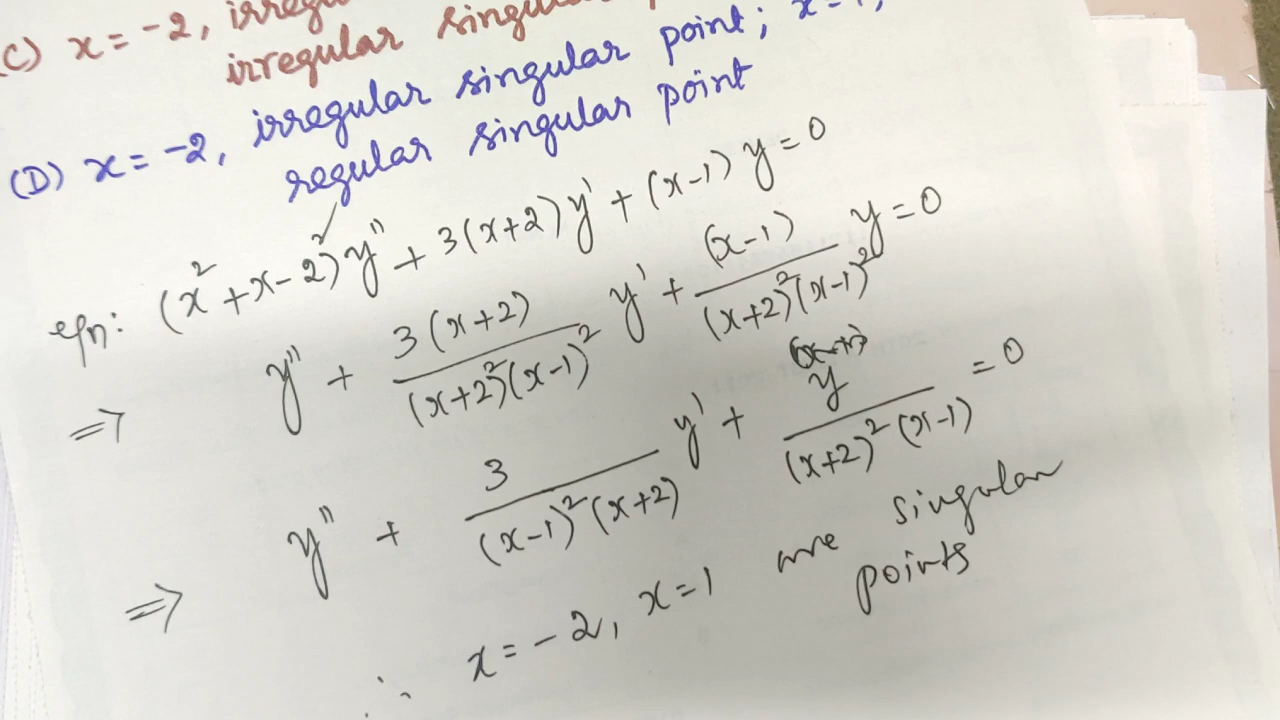 (C) x = -2, irregu
irregular singular
(D) x = -2, irregular singular point; x=1,
regular singular point
eqn: (x² + x - 2)² y'' + 3(x+2) y' + (x-1) y = 0
⇒ y'' + 3(x+2)/((x+2)²(x-1)²) y' + (x-1)/((x+2)²(x-1)²) y = 0
⇒ y'' + 3/((x-1)²(x+2)) y' + y/((x+2)²(x-1)) = 0
∴ x = -2, x = 1 are singular
points